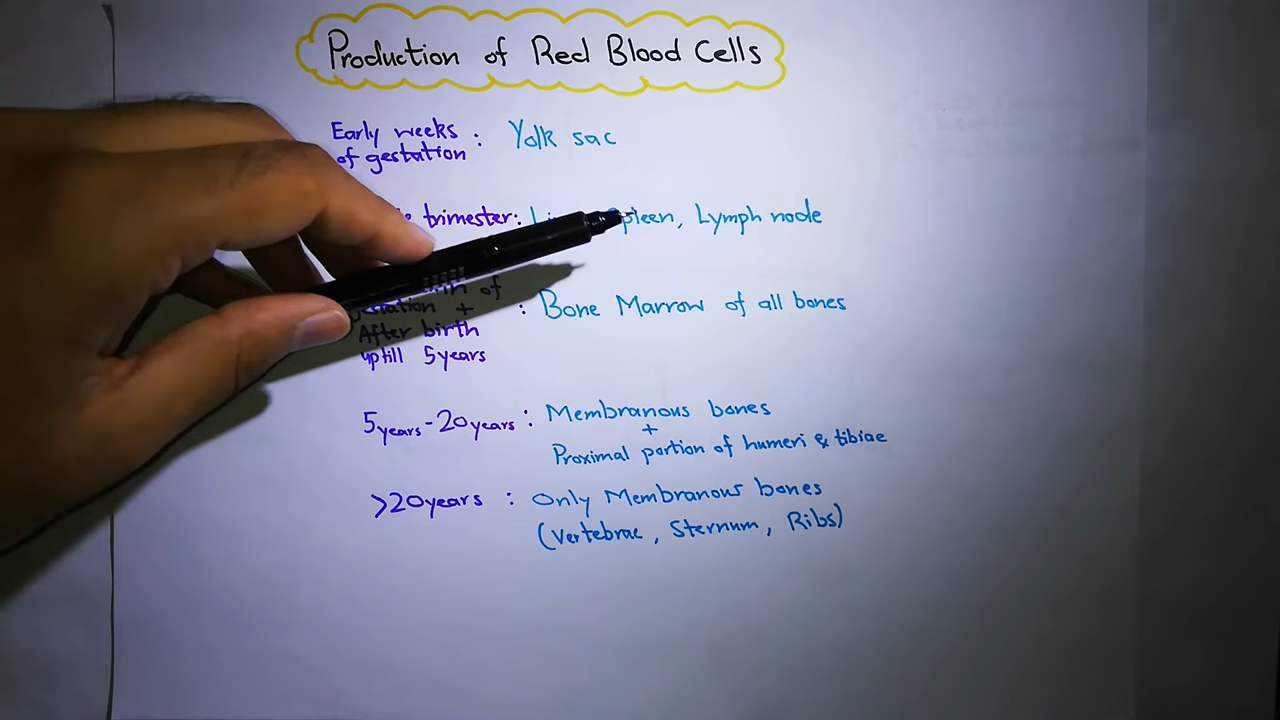 Production of Red Blood Cells
Early weeks : Yolk sac
of gestation
trimester: Spleen, Lymph node
of
+ : Bone Marrow of all bones
After birth
uptill 5years
5years-20years : Membranous bones
+
Proximal portion of humeri & tibiae
>20years : Only Membranous bones
(Vertebrae, Sternum, Ribs)